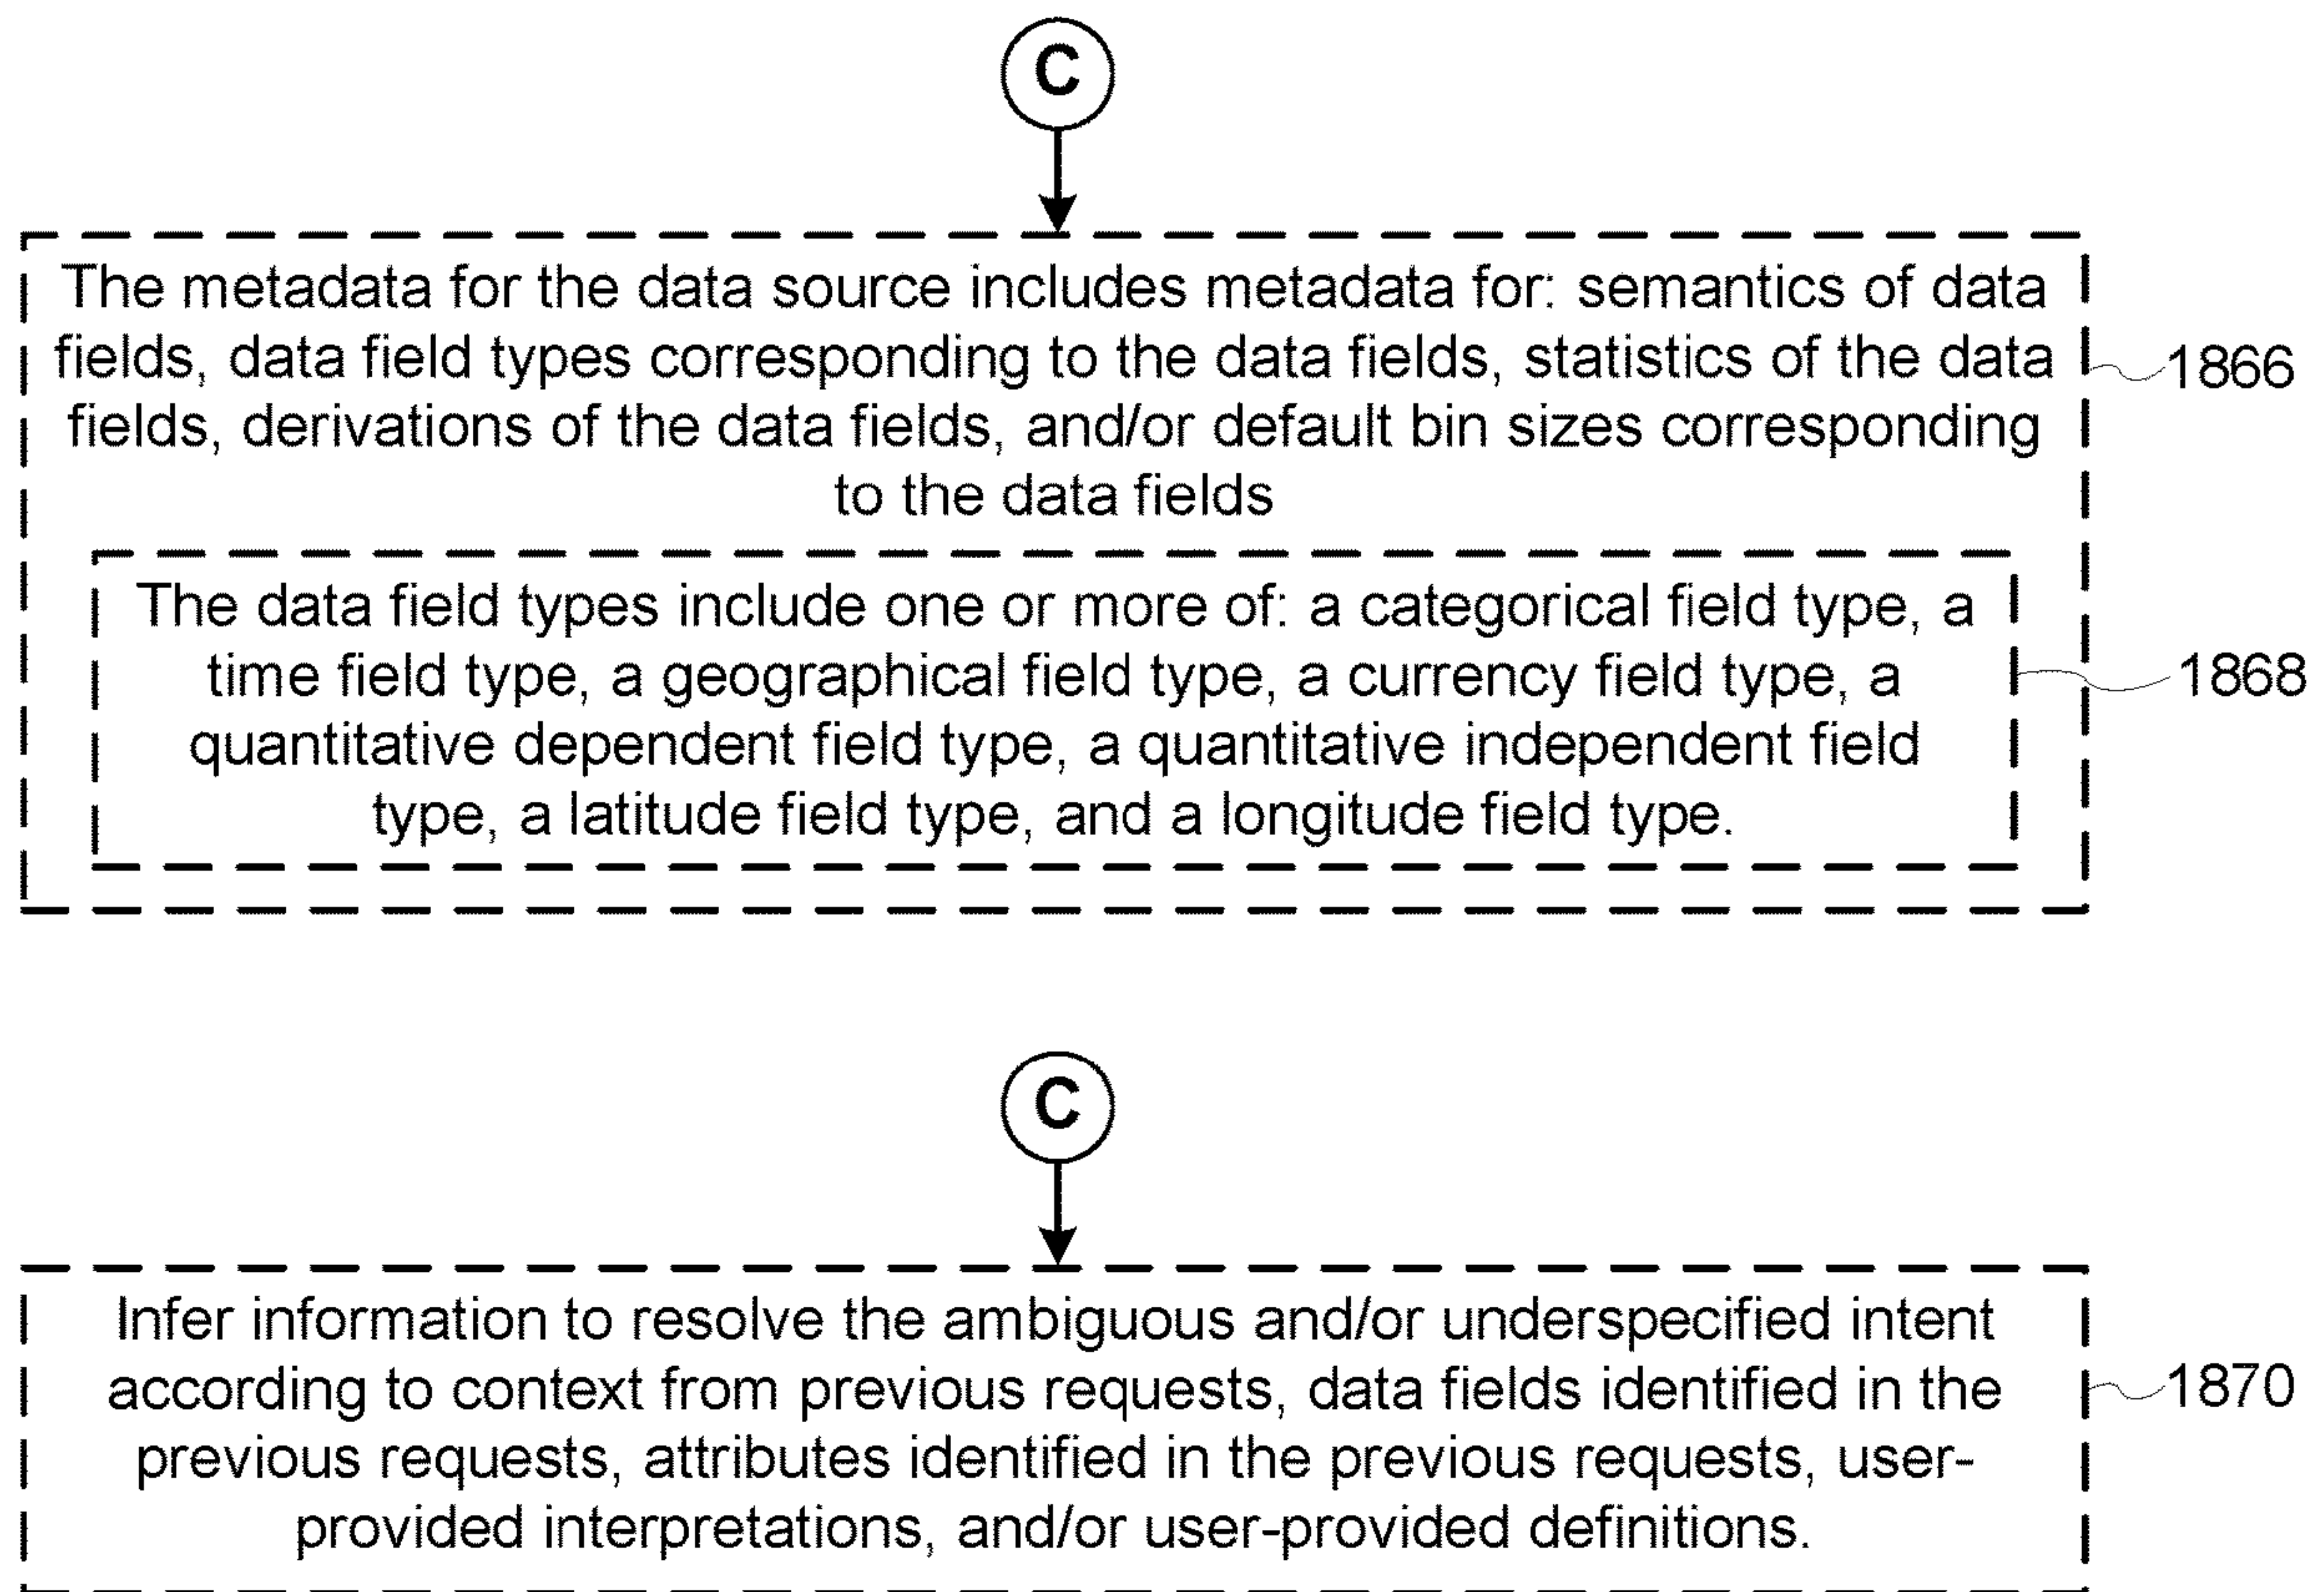 C
The metadata for the data source includes metadata for: semantics of data
fields, data field types corresponding to the data fields, statistics of the data
fields, derivations of the data fields, and/or default bin sizes corresponding
to the data fields
1866
The data field types include one or more of: a categorical field type, a
time field type, a geographical field type, a currency field type, a
quantitative dependent field type, a quantitative independent field
type, a latitude field type, and a longitude field type.
1868
C
Infer information to resolve the ambiguous and/or underspecified intent
according to context from previous requests, data fields identified in the
previous requests, attributes identified in the previous requests, user-
provided interpretations, and/or user-provided definitions.
1870